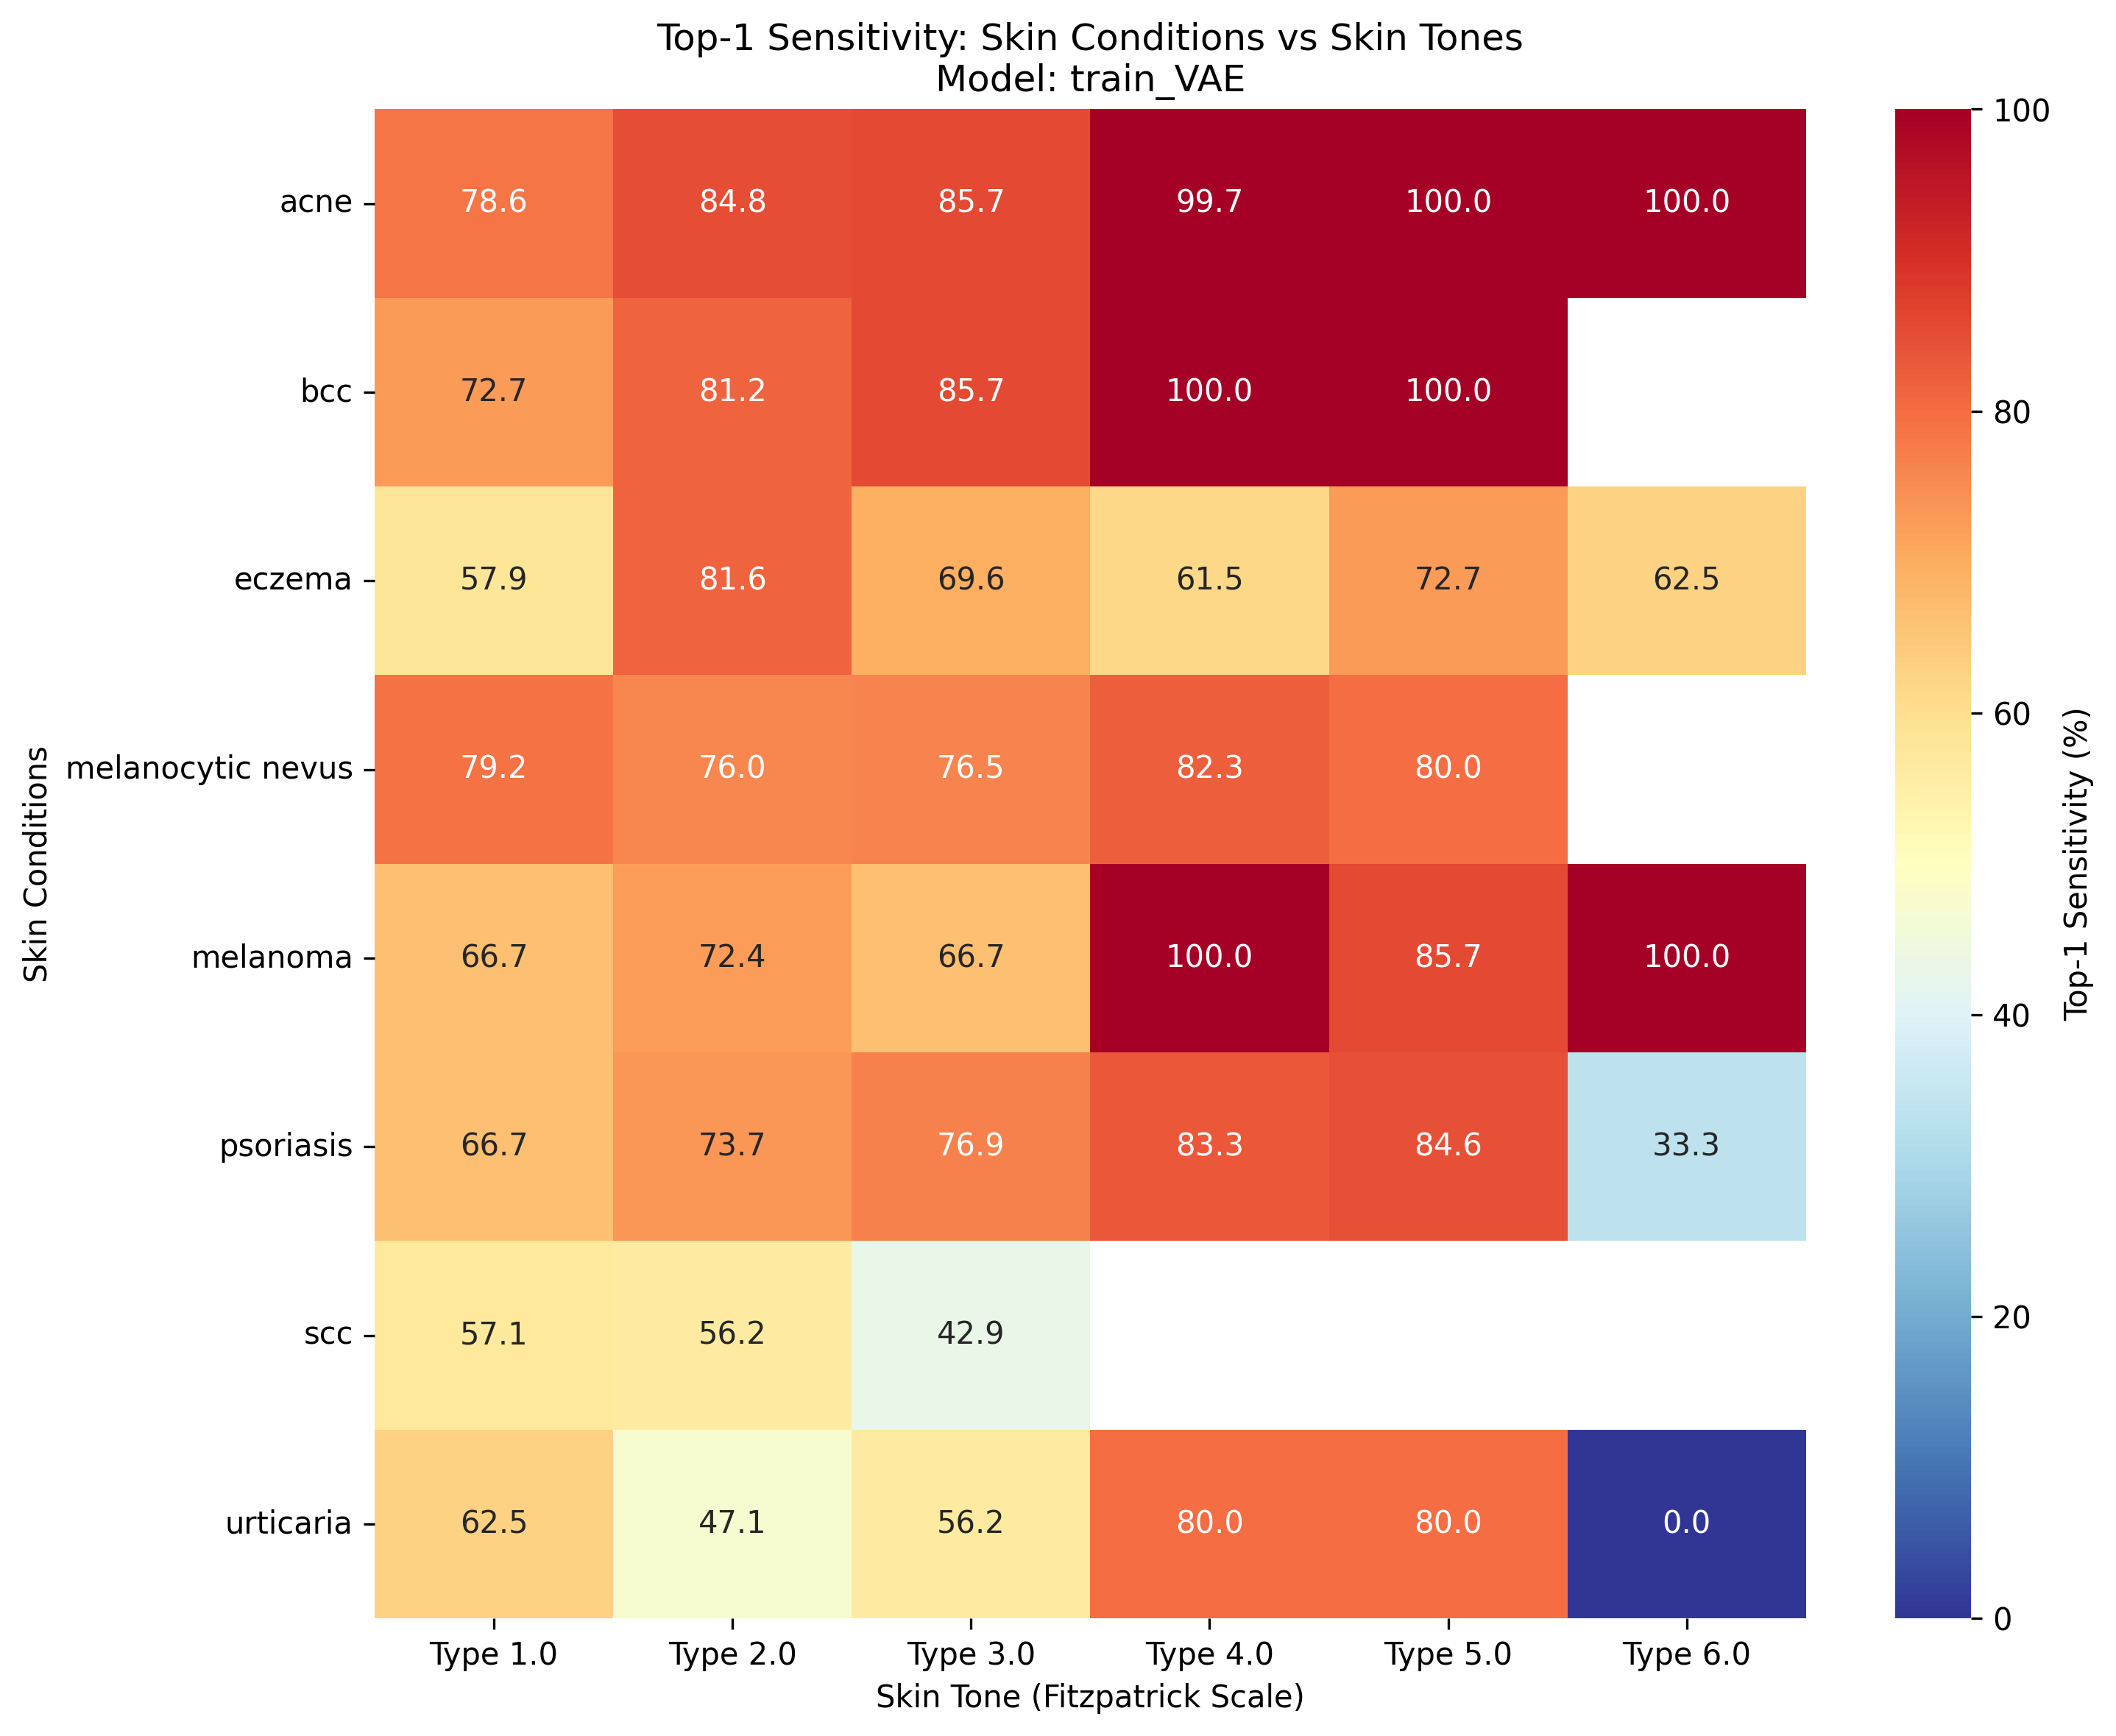 Top-1 Sensitivity: Skin Conditions vs Skin Tones
Model: train_VAE
Skin Conditions
acne 78.6 84.8 85.7 99.7 100.0 100.0
bcc 72.7 81.2 85.7 100.0 100.0
eczema 57.9 81.6 69.6 61.5 72.7 62.5
melanocytic nevus 79.2 76.0 76.5 82.3 80.0
melanoma 66.7 72.4 66.7 100.0 85.7 100.0
psoriasis 66.7 73.7 76.9 83.3 84.6 33.3
scc 57.1 56.2 42.9
urticaria 62.5 47.1 56.2 80.0 80.0 0.0
Type 1.0 Type 2.0 Type 3.0 Type 4.0 Type 5.0 Type 6.0
Skin Tone (Fitzpatrick Scale)
100
80
60
40
20
0
Top-1 Sensitivity (%)